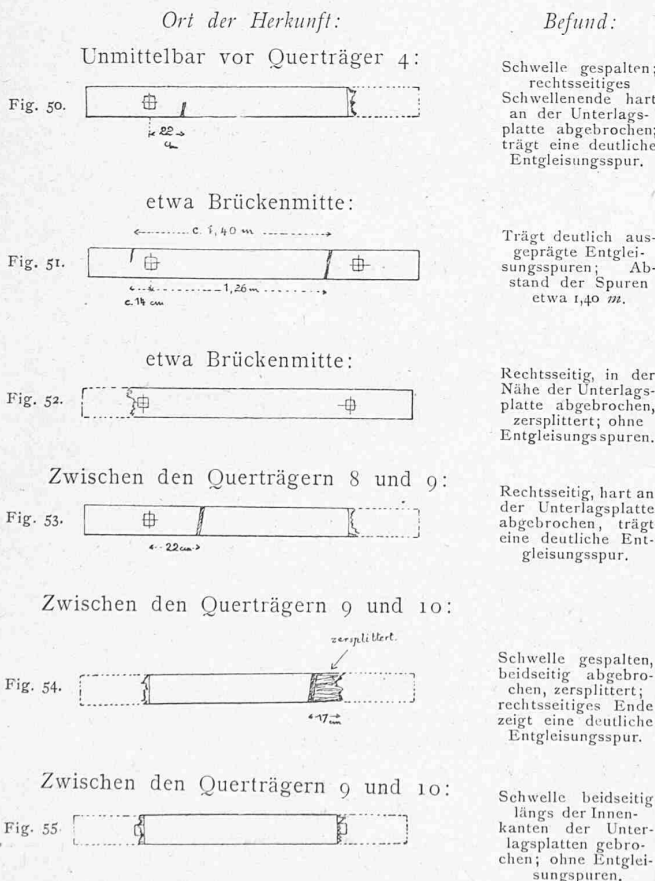 Ort der Herkunft:
Befund:
Unmittelbar vor Querträger 4:
Fig. 50.
22
cm
Schwelle gespalten;
rechtsseitiges
Schwellenende hart
an der Unterlags-
platte abgebrochen;
trägt eine deutliche
Entgleisungsspur.
etwa Brückenmitte:
c. 1,40 m
Fig. 51.
1,26 m
c. 14 cm
Trägt deutlich aus-
geprägte Entglei-
sungsspuren; Ab-
stand der Spuren
etwa 1,40 m.
etwa Brückenmitte:
Fig. 52.
Rechtsseitig, in der
Nähe der Unterlags-
platte abgebrochen,
zersplittert; ohne
Entgleisungsspuren.
Zwischen den Querträgern 8 und 9:
Fig. 53.
22 cm
Rechtsseitig, hart an
der Unterlagsplatte
abgebrochen, trägt
eine deutliche Ent-
gleisungsspur.
Zwischen den Querträgern 9 und 10:
zersplittert.
Fig. 54.
17
cm
Schwelle gespalten,
beidseitig abgebro-
chen, zersplittert;
rechtsseitiges Ende
zeigt eine deutliche
Entgleisungsspur.
Zwischen den Querträgern 9 und 10:
Fig. 55
Schwelle beidseitig
längs der Innen-
kanten der Unter-
lagsplatten gebro-
chen; ohne Entglei-
sungspuren.